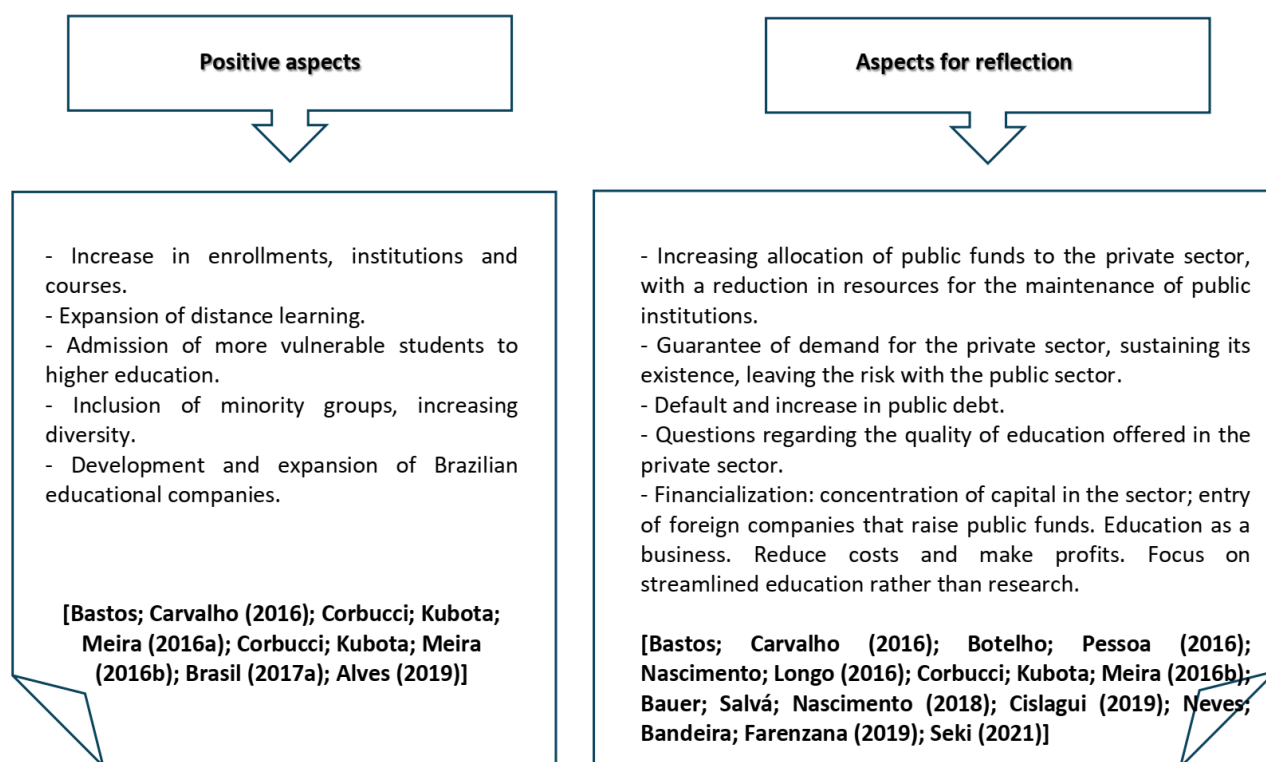 Positive aspects
- Increase in enrollments, institutions and
courses.
- Expansion of distance learning.
- Admission of more vulnerable students to
higher education.
- Inclusion of minority groups, increasing
diversity.
- Development and expansion of Brazilian
educational companies.
[Bastos; Carvalho (2016); Corbucci; Kubota;
Meira (2016a); Corbucci; Kubota; Meira
(2016b); Brasil (2017a); Alves (2019)]
Aspects for reflection
- Increasing allocation of public funds to the private sector,
with a reduction in resources for the maintenance of public
institutions.
- Guarantee of demand for the private sector, sustaining its
existence, leaving the risk with the public sector.
- Default and increase in public debt.
- Questions regarding the quality of education offered in the
private sector.
- Financialization: concentration of capital in the sector; entry
of foreign companies that raise public funds. Education as a
business. Reduce costs and make profits. Focus on
streamlined education rather than research.
[Bastos; Carvalho (2016); Botelho; Pessoa (2016);
Nascimento; Longo (2016); Corbucci; Kubota; Meira (2016b);
Bauer; Salvá; Nascimento (2018); Cislagui (2019); Neves;
Bandeira; Farenzana (2019); Seki (2021)]